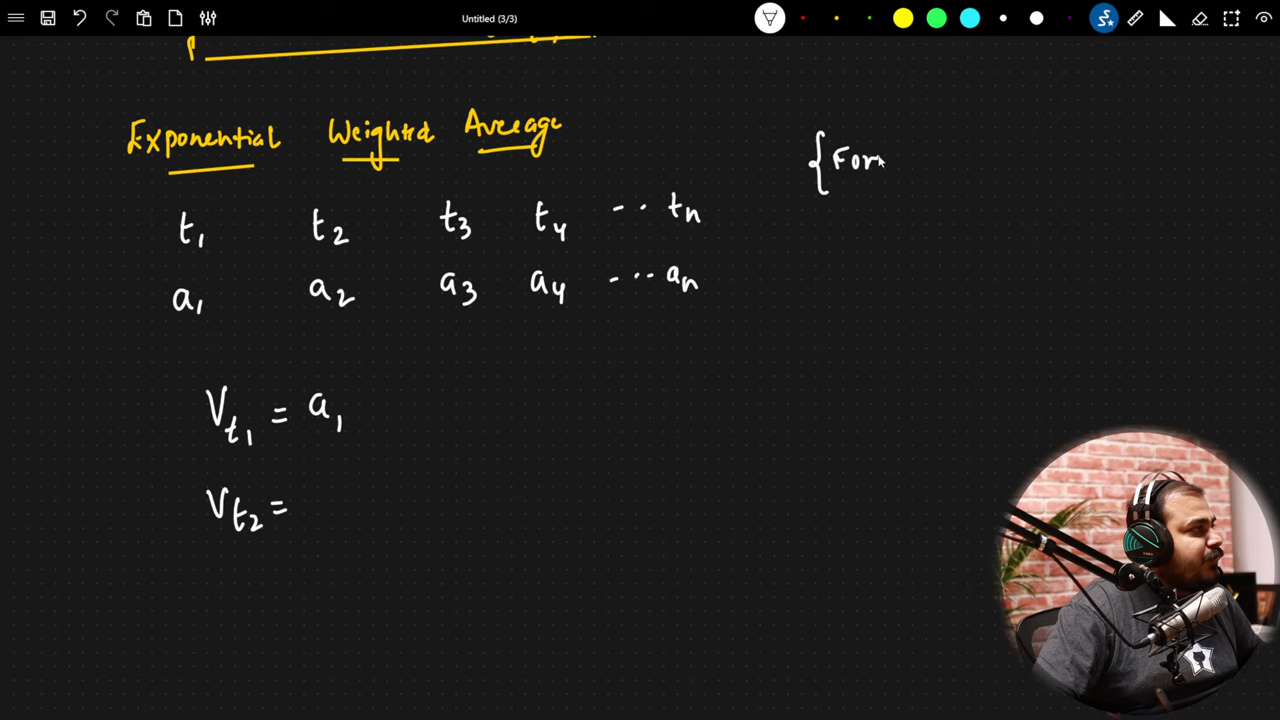 Untitled (3/3)
Exponential Weighted Average
{For
t1 t2 t3 t4 ... tn
a1 a2 a3 a4 ... an
Vt1 = a1
Vt2 =